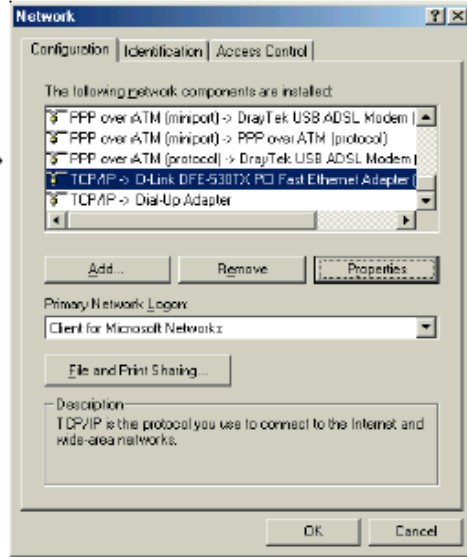 Network
Configuration Identification Access Control
The following network components are installed:
PPP over ATM (miniport) -> DrayTek USB ADSL Modem (
PPP over ATM (miniport) -> PPP over ATM (protocol)
PPP over ATM (protocol) -> DrayTek USB ADSL Modem (
TCP/IP -> D-Link DFE-530TX PCI Fast Ethernet Adapter (
TCP/IP -> Dial-Up Adapter
Add... Remove Properties
Primary Network Logon:
Client for Microsoft Networks
File and Print Sharing...
Description
TCP/IP is the protocol you use to connect to the Internet and
wide-area networks.
OK Cancel